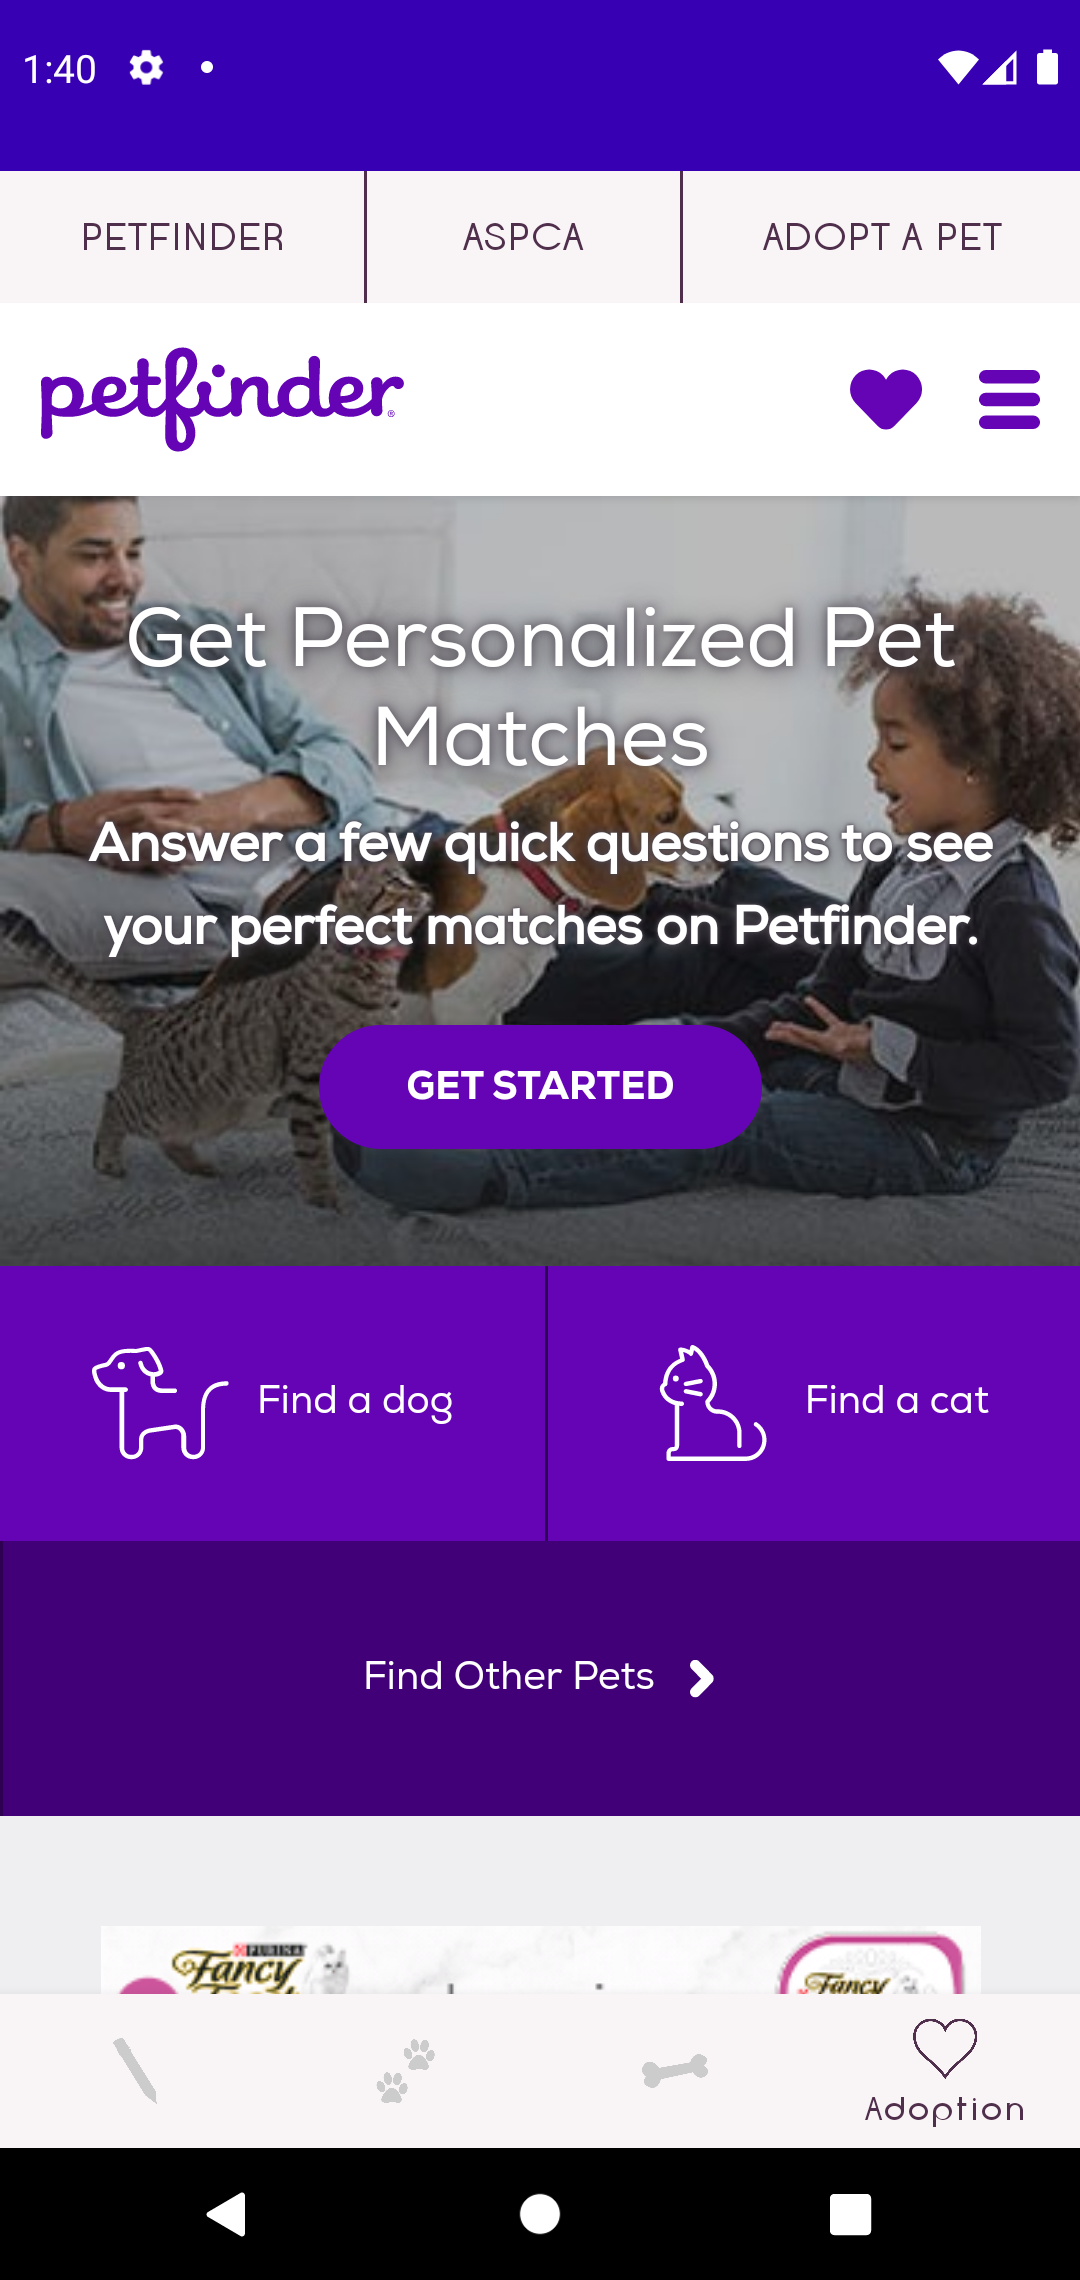 1:40
PETFINDER ASPCA ADOPT A PET
petfinder®
Get Personalized Pet
Matches
Answer a few quick questions to see
your perfect matches on Petfinder.
GET STARTED
Find a dog Find a cat
Find Other Pets
PURINA
Fancy Fancy
Adoption